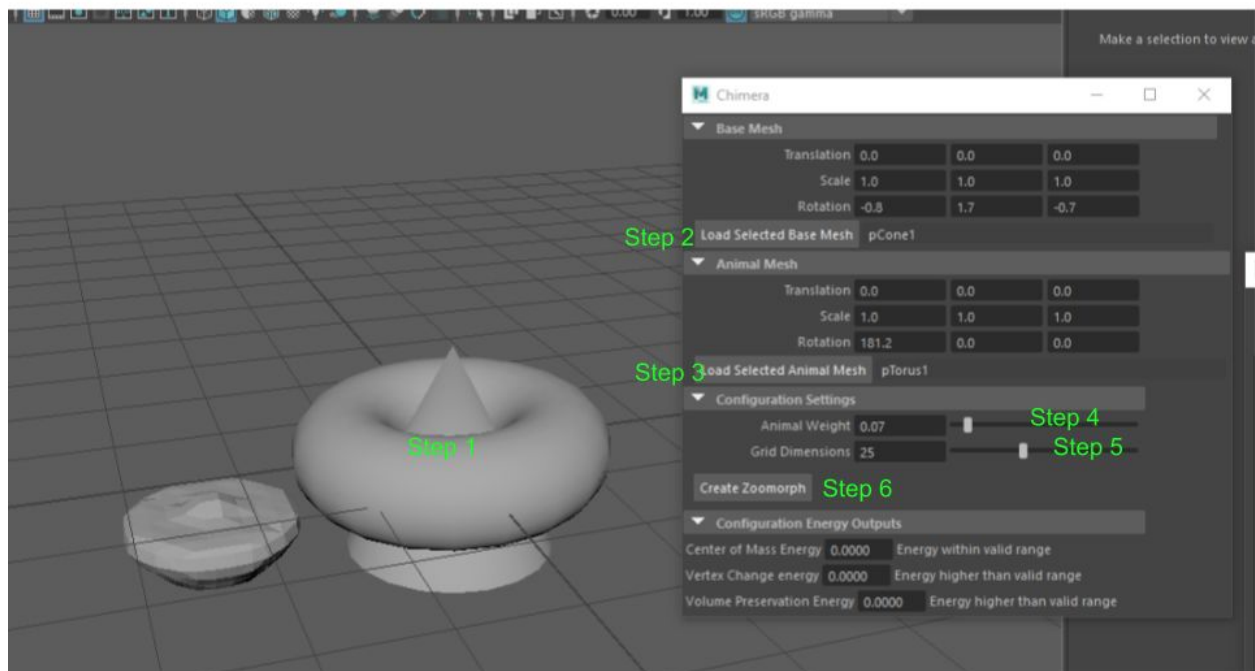 0.00 1.00 sRGB gamma
Make a selection to view a
Chimera
Base Mesh
Translation 0.0 0.0 0.0
Scale 1.0 1.0 1.0
Rotation -0.8 1.7 -0.7
Step 2 Load Selected Base Mesh pCone1
Animal Mesh
Translation 0.0 0.0 0.0
Scale 1.0 1.0 1.0
Rotation 181.2 0.0 0.0
Step 3 Load Selected Animal Mesh pTorus1
Configuration Settings
Animal Weight 0.07 Step 4
Step 1
Grid Dimensions 25 Step 5
Create Zoomorph Step 6
Configuration Energy Outputs
Center of Mass Energy 0.0000 Energy within valid range
Vertex Change energy 0.0000 Energy higher than valid range
Volume Preservation Energy 0.0000 Energy higher than valid range